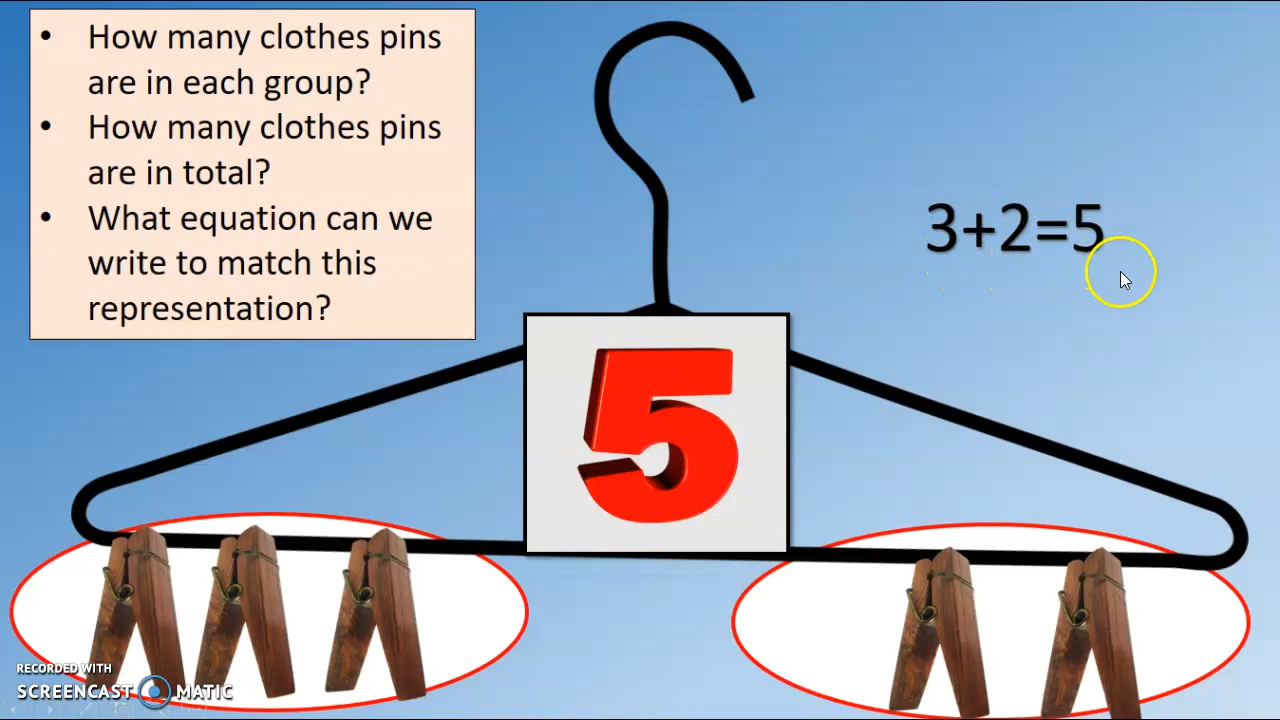 • How many clothes pins
are in each group?
• How many clothes pins
are in total?
• What equation can we
write to match this
representation?
3+2=5
5
RECORDED WITH
SCREENCAST MATIC